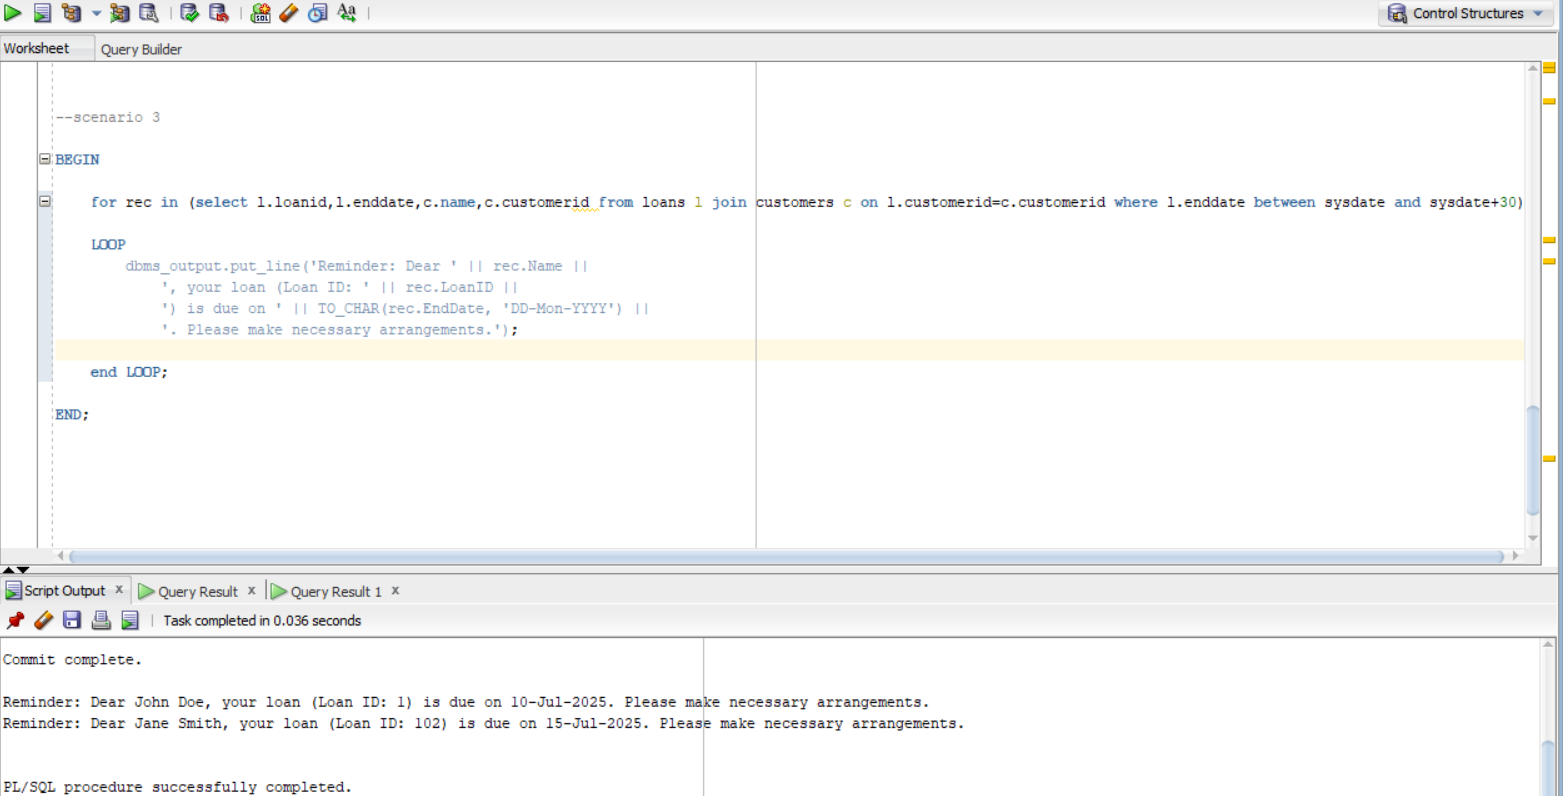 Control Structures
Worksheet Query Builder
--scenario 3
BEGIN
for rec in (select l.loanid,l.enddate,c.name,c.customerid from loans l join customers c on l.customerid=c.customerid where l.enddate between sysdate and sysdate+30)
LOOP
dbms_output.put_line('Reminder: Dear ' || rec.Name ||
', your loan (Loan ID: ' || rec.LoanID ||
') is due on ' || TO_CHAR(rec.EndDate, 'DD-Mon-YYYY') ||
'. Please make necessary arrangements.');
end LOOP;
END;
Script Output x Query Result x Query Result 1 x
Task completed in 0.036 seconds
Commit complete.
Reminder: Dear John Doe, your loan (Loan ID: 1) is due on 10-Jul-2025. Please make necessary arrangements.
Reminder: Dear Jane Smith, your loan (Loan ID: 102) is due on 15-Jul-2025. Please make necessary arrangements.
PL/SQL procedure successfully completed.